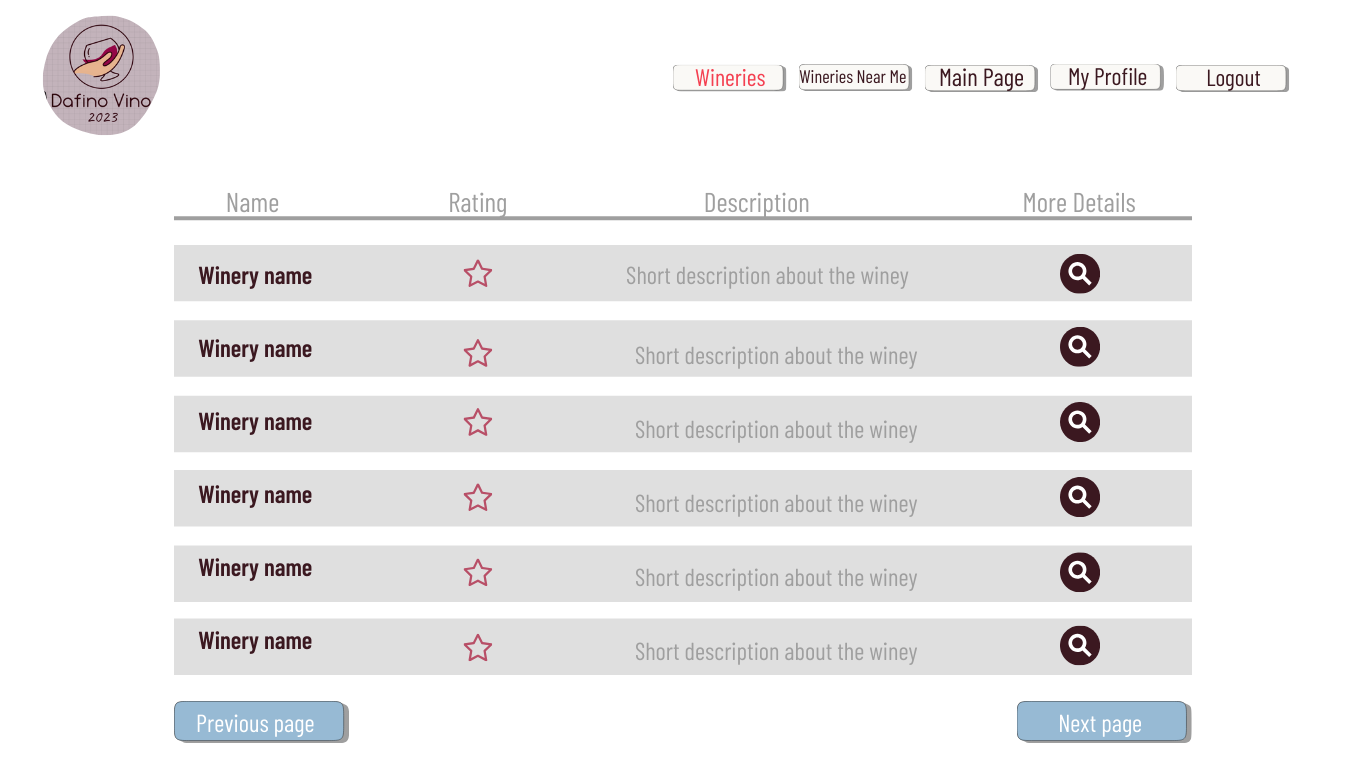 Dafino Vino
2023
Wineries
Wineries Near Me
Main Page
My Profile
Logout
Name Rating Description More Details
Winery name Short description about the winey
Winery name Short description about the winey
Winery name Short description about the winey
Winery name Short description about the winey
Winery name Short description about the winey
Winery name Short description about the winey
Previous page Next page